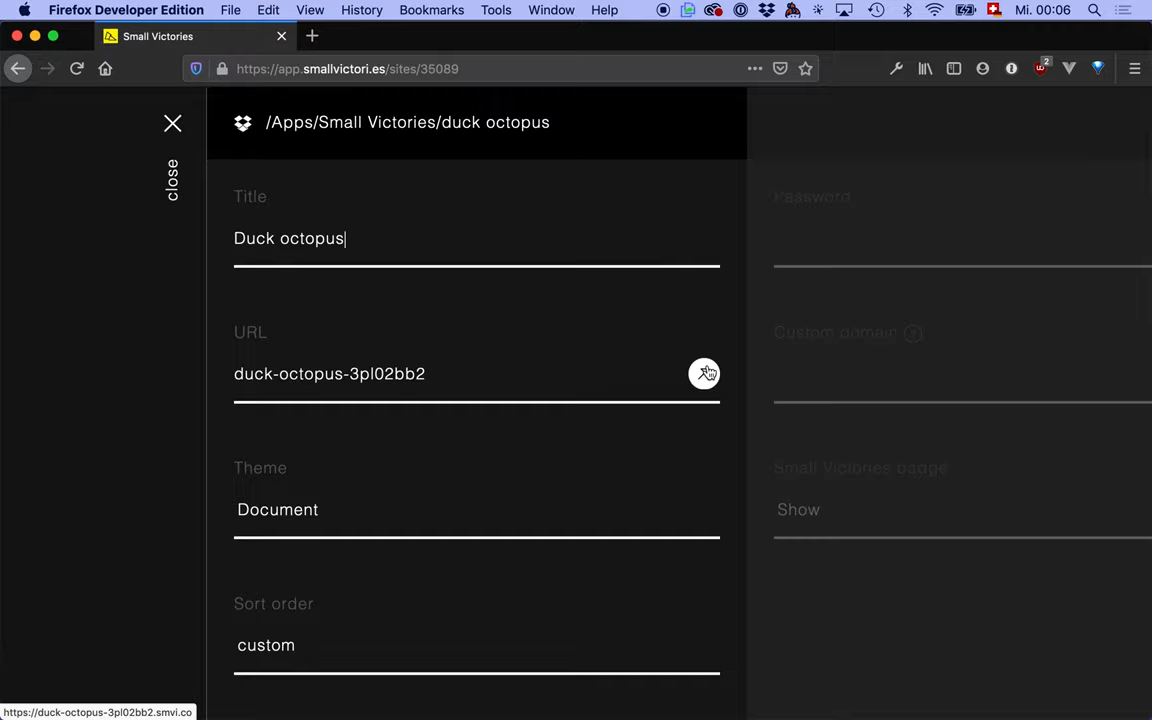 Firefox Developer Edition File Edit View History Bookmarks Tools Window Help Mi. 00:06
Small Victories
https://app.smallvictori.es/sites/35089
2
/Apps/Small Victories/duck octopus
close
Title
Duck octopus
Password
URL
duck-octopus-3pl02bb2
Custom domain ?
Theme
Document
Small Victories badge
Show
Sort order
custom
https://duck-octopus-3pl02bb2.smvi.co